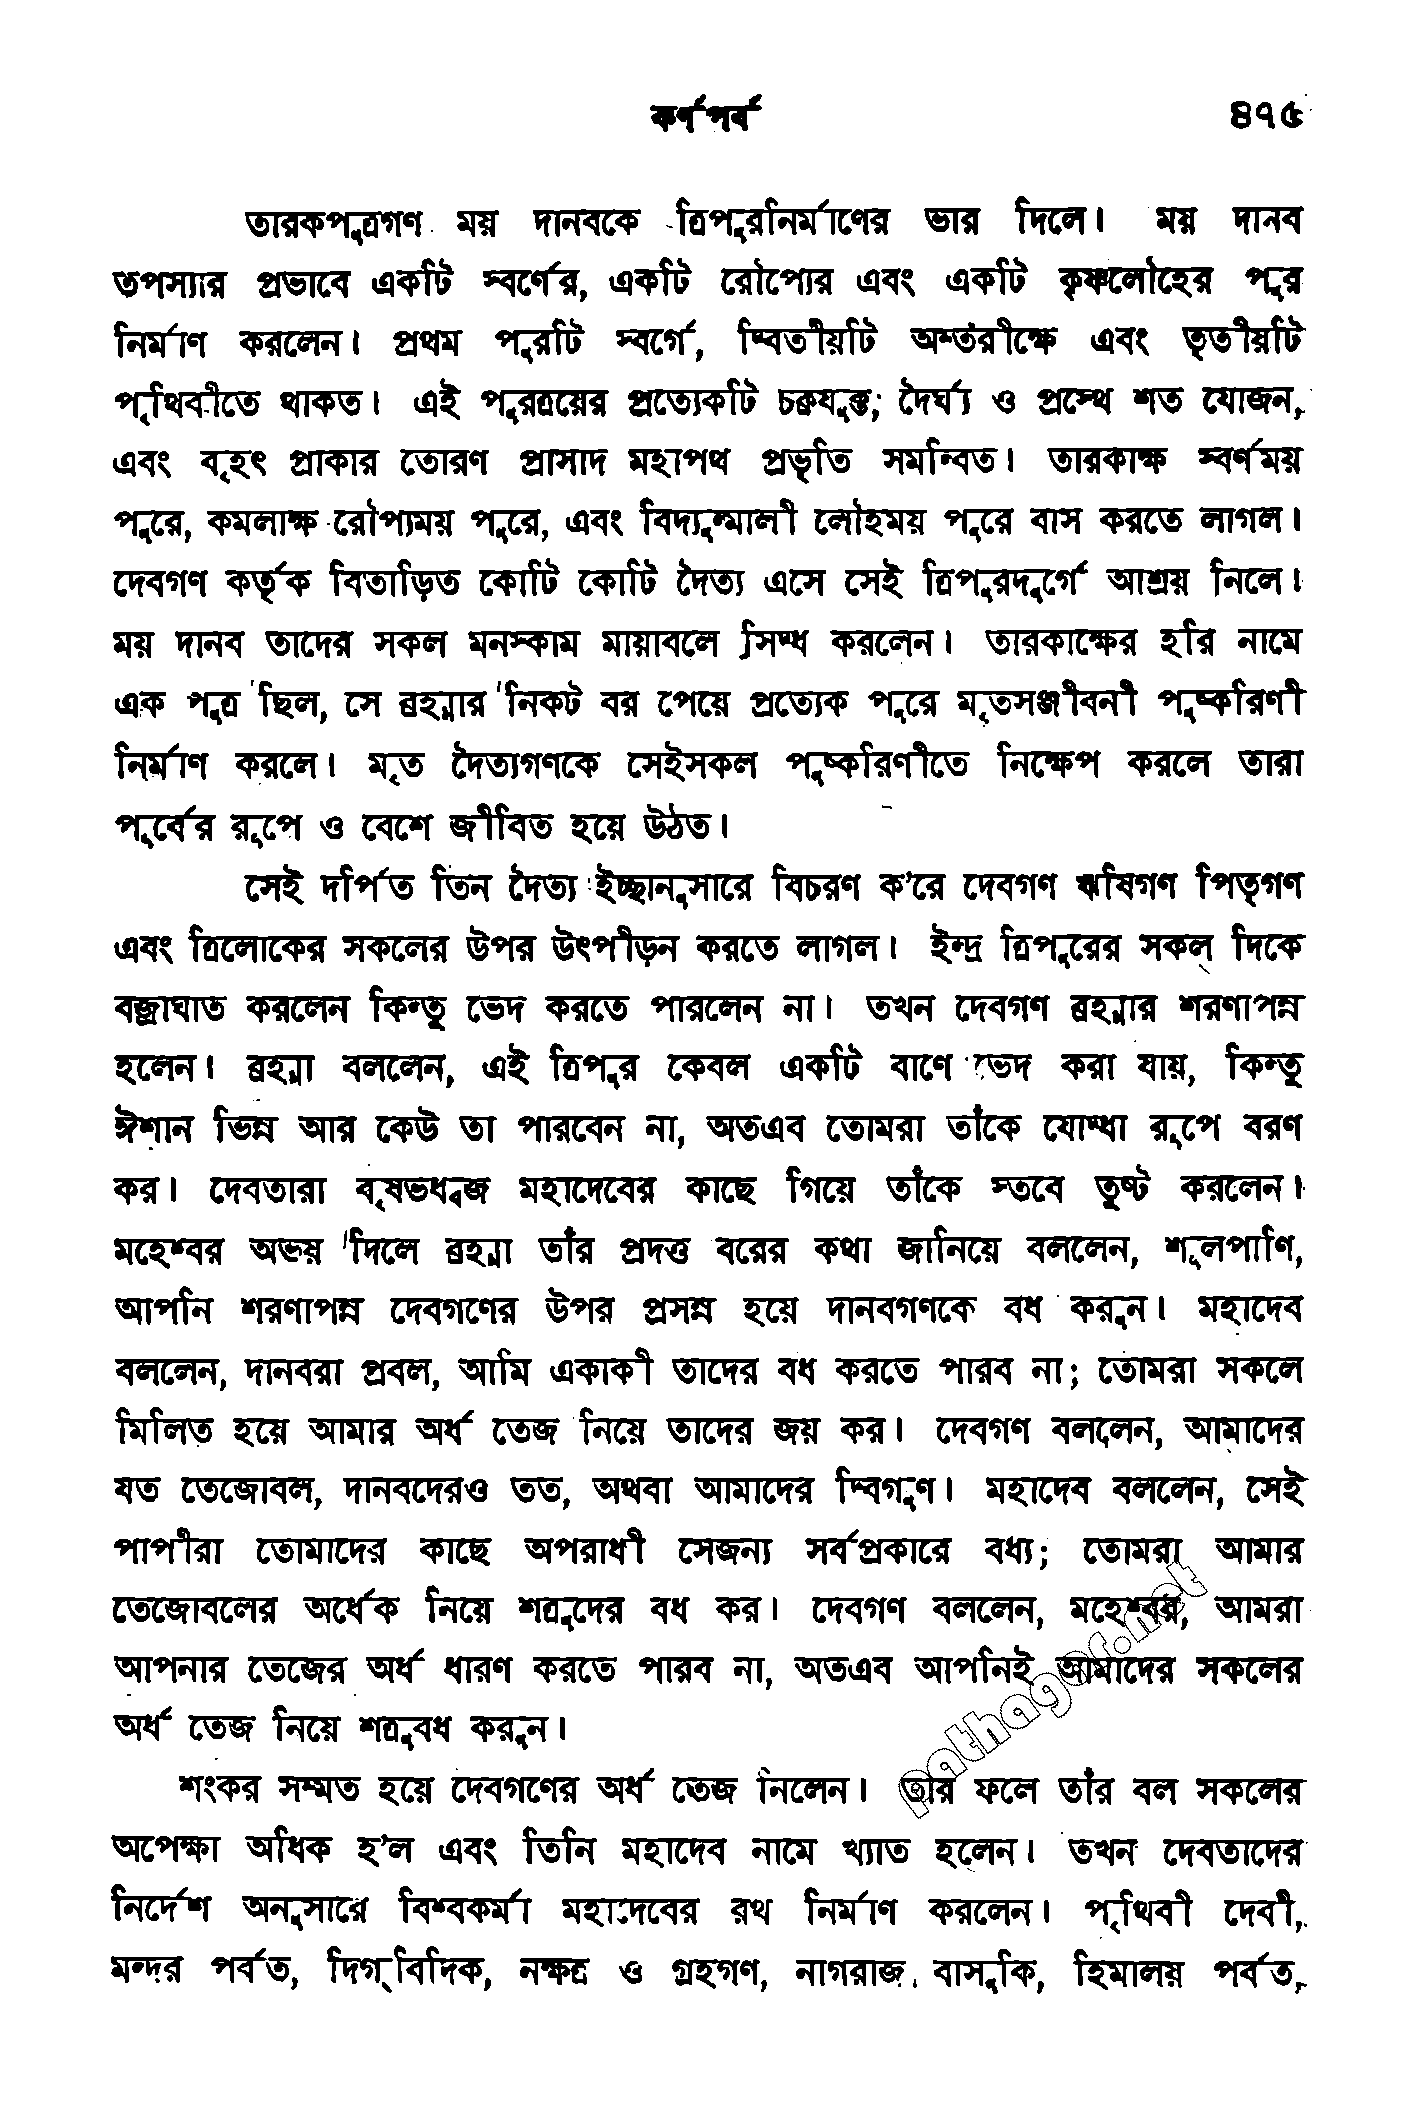 কর্ণপর্ব ৪৭৫
তারকপুত্রগণ ময় দানবকে ত্রিপুরনির্মাণের ভার দিলে। ময় দানব
তপস্যার প্রভাবে একটি স্বর্ণের, একটি রৌপ্যের এবং একটি কৃষ্ণলৌহের পুর
নির্মাণ করলেন। প্রথম পুরটি স্বর্গে, দ্বিতীয়টি অন্তরীক্ষে এবং তৃতীয়টি
পৃথিবীতে থাকত। এই পুরত্রয়ের প্রত্যেকটি চক্রযুক্ত, দৈর্ঘ্য ও প্রস্থে শত যোজন,
এবং বৃহৎ প্রাকার তোরণ প্রাসাদ মহাপথ প্রভৃতি সমন্বিত। তারকাক্ষ স্বর্ণময়
পুরে, কমলাক্ষ রৌপ্যময় পুরে, এবং বিদ্যুন্মালী লৌহময় পুরে বাস করতে লাগল।
দেবগণ কর্তৃক বিতাড়িত কোটি কোটি দৈত্য এসে সেই ত্রিপুরদুর্গে আশ্রয় নিলে।
ময় দানব তাদের সকল মনস্কাম মায়াবলে সিদ্ধ করলেন। তারকাক্ষের হরি নামে
এক পুত্র ছিল, সে ব্রহ্মার নিকট বর পেয়ে প্রত্যেক পুরে মৃতসঞ্জীবনী পুষ্করিণী
নির্মাণ করলে। মৃত দৈত্যগণকে সেইসকল পুষ্করিণীতে নিক্ষেপ করলে তারা
পূর্বের রূপে ও বেশে জীবিত হয়ে উঠত।
সেই দর্পিত তিন দৈত্য ইচ্ছানুসারে বিচরণ ক'রে দেবগণ ঋষিগণ পিতৃগণ
এবং ত্রিলোকের সকলের উপর উৎপীড়ন করতে লাগল। ইন্দ্র ত্রিপুরের সকল দিকে
বজ্রাঘাত করলেন কিন্তু ভেদ করতে পারলেন না। তখন দেবগণ ব্রহ্মার শরণাপন্ন
হলেন। ব্রহ্মা বললেন, এই ত্রিপুর কেবল একটি বাণে ভেদ করা যায়, কিন্তু
ঈশান ভিন্ন আর কেউ তা পারবেন না, অতএব তোমরা তাঁকে যোদ্ধা রূপে বরণ
কর। দেবতারা বৃষভধ্বজ মহাদেবের কাছে গিয়ে তাঁকে স্তবে তুষ্ট করলেন।
মহেশ্বর অভয় দিলে ব্রহ্মা তাঁর প্রদত্ত বরের কথা জানিয়ে বললেন, শূলপাণি,
আপনি শরণাপন্ন দেবগণের উপর প্রসন্ন হয়ে দানবগণকে বধ করুন। মহাদেব
বললেন, দানবরা প্রবল, আমি একাকী তাদের বধ করতে পারব না; তোমরা সকলে
মিলিত হয়ে আমার অর্ধ তেজ নিয়ে তাদের জয় কর। দেবগণ বললেন, আমাদের
যত তেজোবল, দানবদেরও তত, অথবা আমাদের দ্বিগুণ। মহাদেব বললেন, সেই
পাপীরা তোমাদের কাছে অপরাধী সেজন্য সর্বপ্রকারে বধ্য; তোমরা আমার
তেজোবলের অর্ধেক নিয়ে শত্রুদের বধ কর। দেবগণ বললেন, মহেশ্বর, আমরা
আপনার তেজের অর্ধ ধারণ করতে পারব না, অতএব আপনিই আমাদের সকলের
অর্ধ তেজ নিয়ে শত্রুবধ করুন।
শংকর সম্মত হয়ে দেবগণের অর্ধ তেজ নিলেন। তার ফলে তাঁর বল সকলের
অপেক্ষা অধিক হ'ল এবং তিনি মহাদেব নামে খ্যাত হলেন। তখন দেবতাদের
নির্দেশ অনুসারে বিশ্বকর্মা মহাদেবের রথ নির্মাণ করলেন। পৃথিবী দেবী,
মন্দর পর্বত, দিগ্‌বিদিক, নক্ষত্র ও গ্রহগণ, নাগরাজ বাসুকি, হিমালয় পর্বত,
pathagar.net